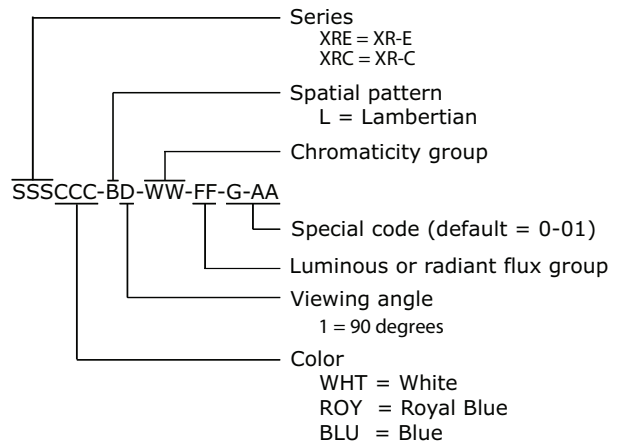 Series
XRE = XR-E
XRC = XR-C
Spatial pattern
L = Lambertian
Chromaticity group
SSSCCC-BD-WW-FF-G-AA
Special code (default = 0-01)
Luminous or radiant flux group
Viewing angle
1 = 90 degrees
Color
WHT = White
ROY = Royal Blue
BLU = Blue